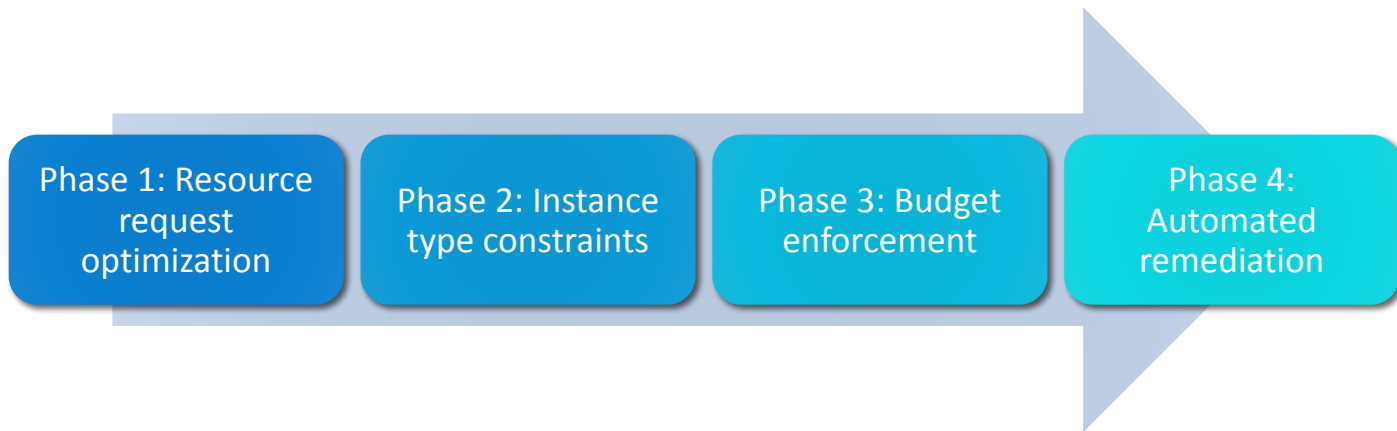 Phase 1: Resource
request
optimization
Phase 2: Instance
type constraints
Phase 3: Budget
enforcement
Phase 4:
Automated
remediation